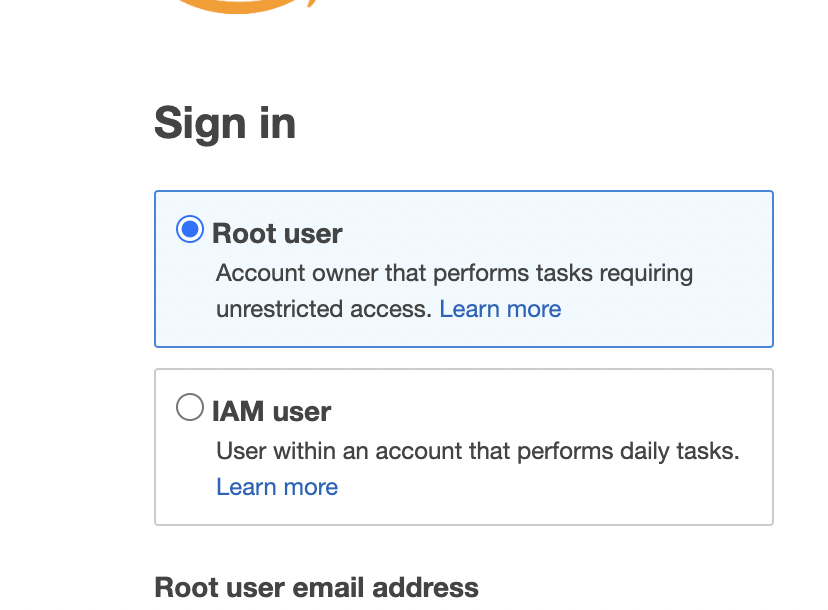 Sign in
Root user
Account owner that performs tasks requiring
unrestricted access. Learn more
IAM user
User within an account that performs daily tasks.
Learn more
Root user email address